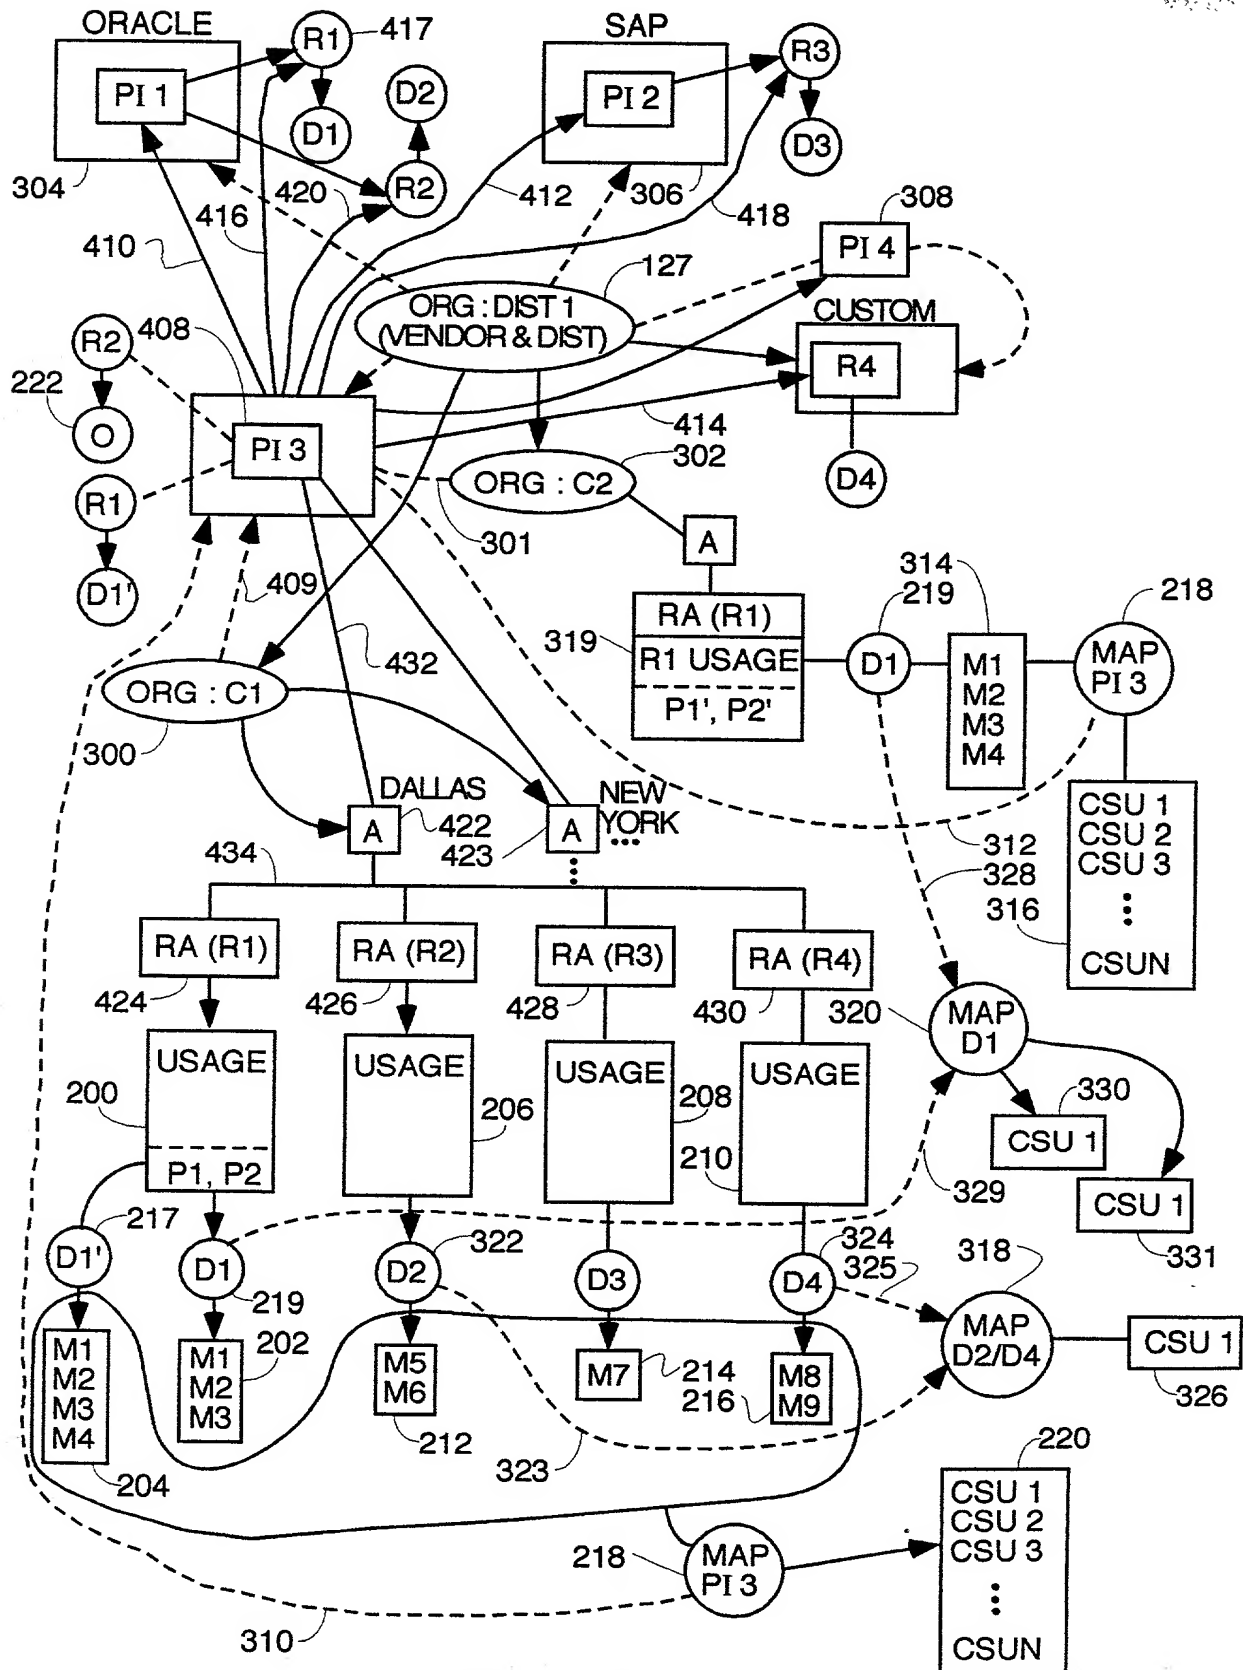 ORACLE
R1
417
SAP
R3
PI 1
D2
PI 2
D1
D3
304
R2
420
412
306
308
416
418
410
PI 4
127
ORG : DIST 1
(VENDOR & DIST)
CUSTOM
408
R2
R4
222
O
414
PI 3
302
ORG : C2
D4
R1
301
A
314
409
219
218
D1'
RA (R1)
319
432
R1 USAGE
D1
M1
M2
M3
M4
MAP
PI 3
ORG : C1
P1', P2'
300
DALLAS
NEW
YORK
...
CSU 1
CSU 2
CSU 3
⋮
CSUN
A
422
A
423
312
434
328
316
RA (R1)
RA (R2)
RA (R3)
RA (R4)
424
426
428
430
320
MAP
D1
USAGE
USAGE
USAGE
USAGE
330
200
206
208
CSU 1
P1, P2
210
329
CSU 1
217
322
324
318
331
D1'
D1
D2
D3
D4
325
219
M1
M2
M3
M4
202
M1
M2
M3
M5
M6
M7
214
216
M8
M9
MAP
D2/D4
CSU 1
326
212
220
204
323
CSU 1
CSU 2
CSU 3
⋮
CSUN
218
MAP
PI 3
310